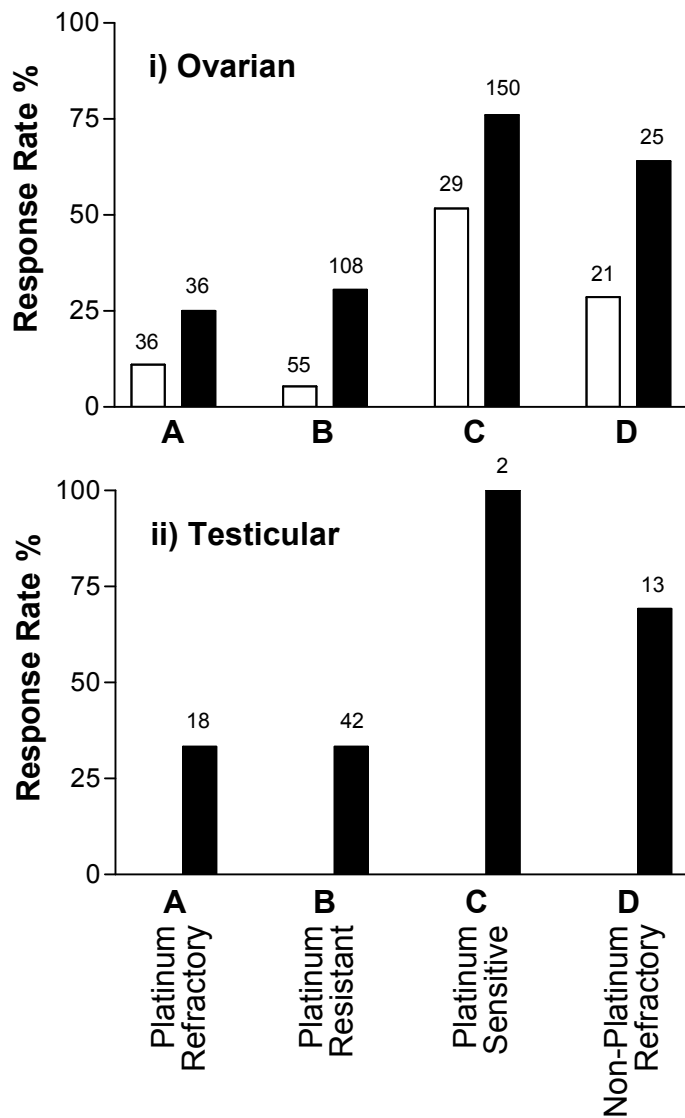 100
i) Ovarian
150
75
25
29
50
Response Rate %
21
108
36
25
36
55
0
A B C D
2
100
ii) Testicular
75
13
50
Response Rate %
18
42
25
0
A B C D
Platinum
Refractory
Platinum
Resistant
Platinum
Sensitive
Non-Platinum
Refractory